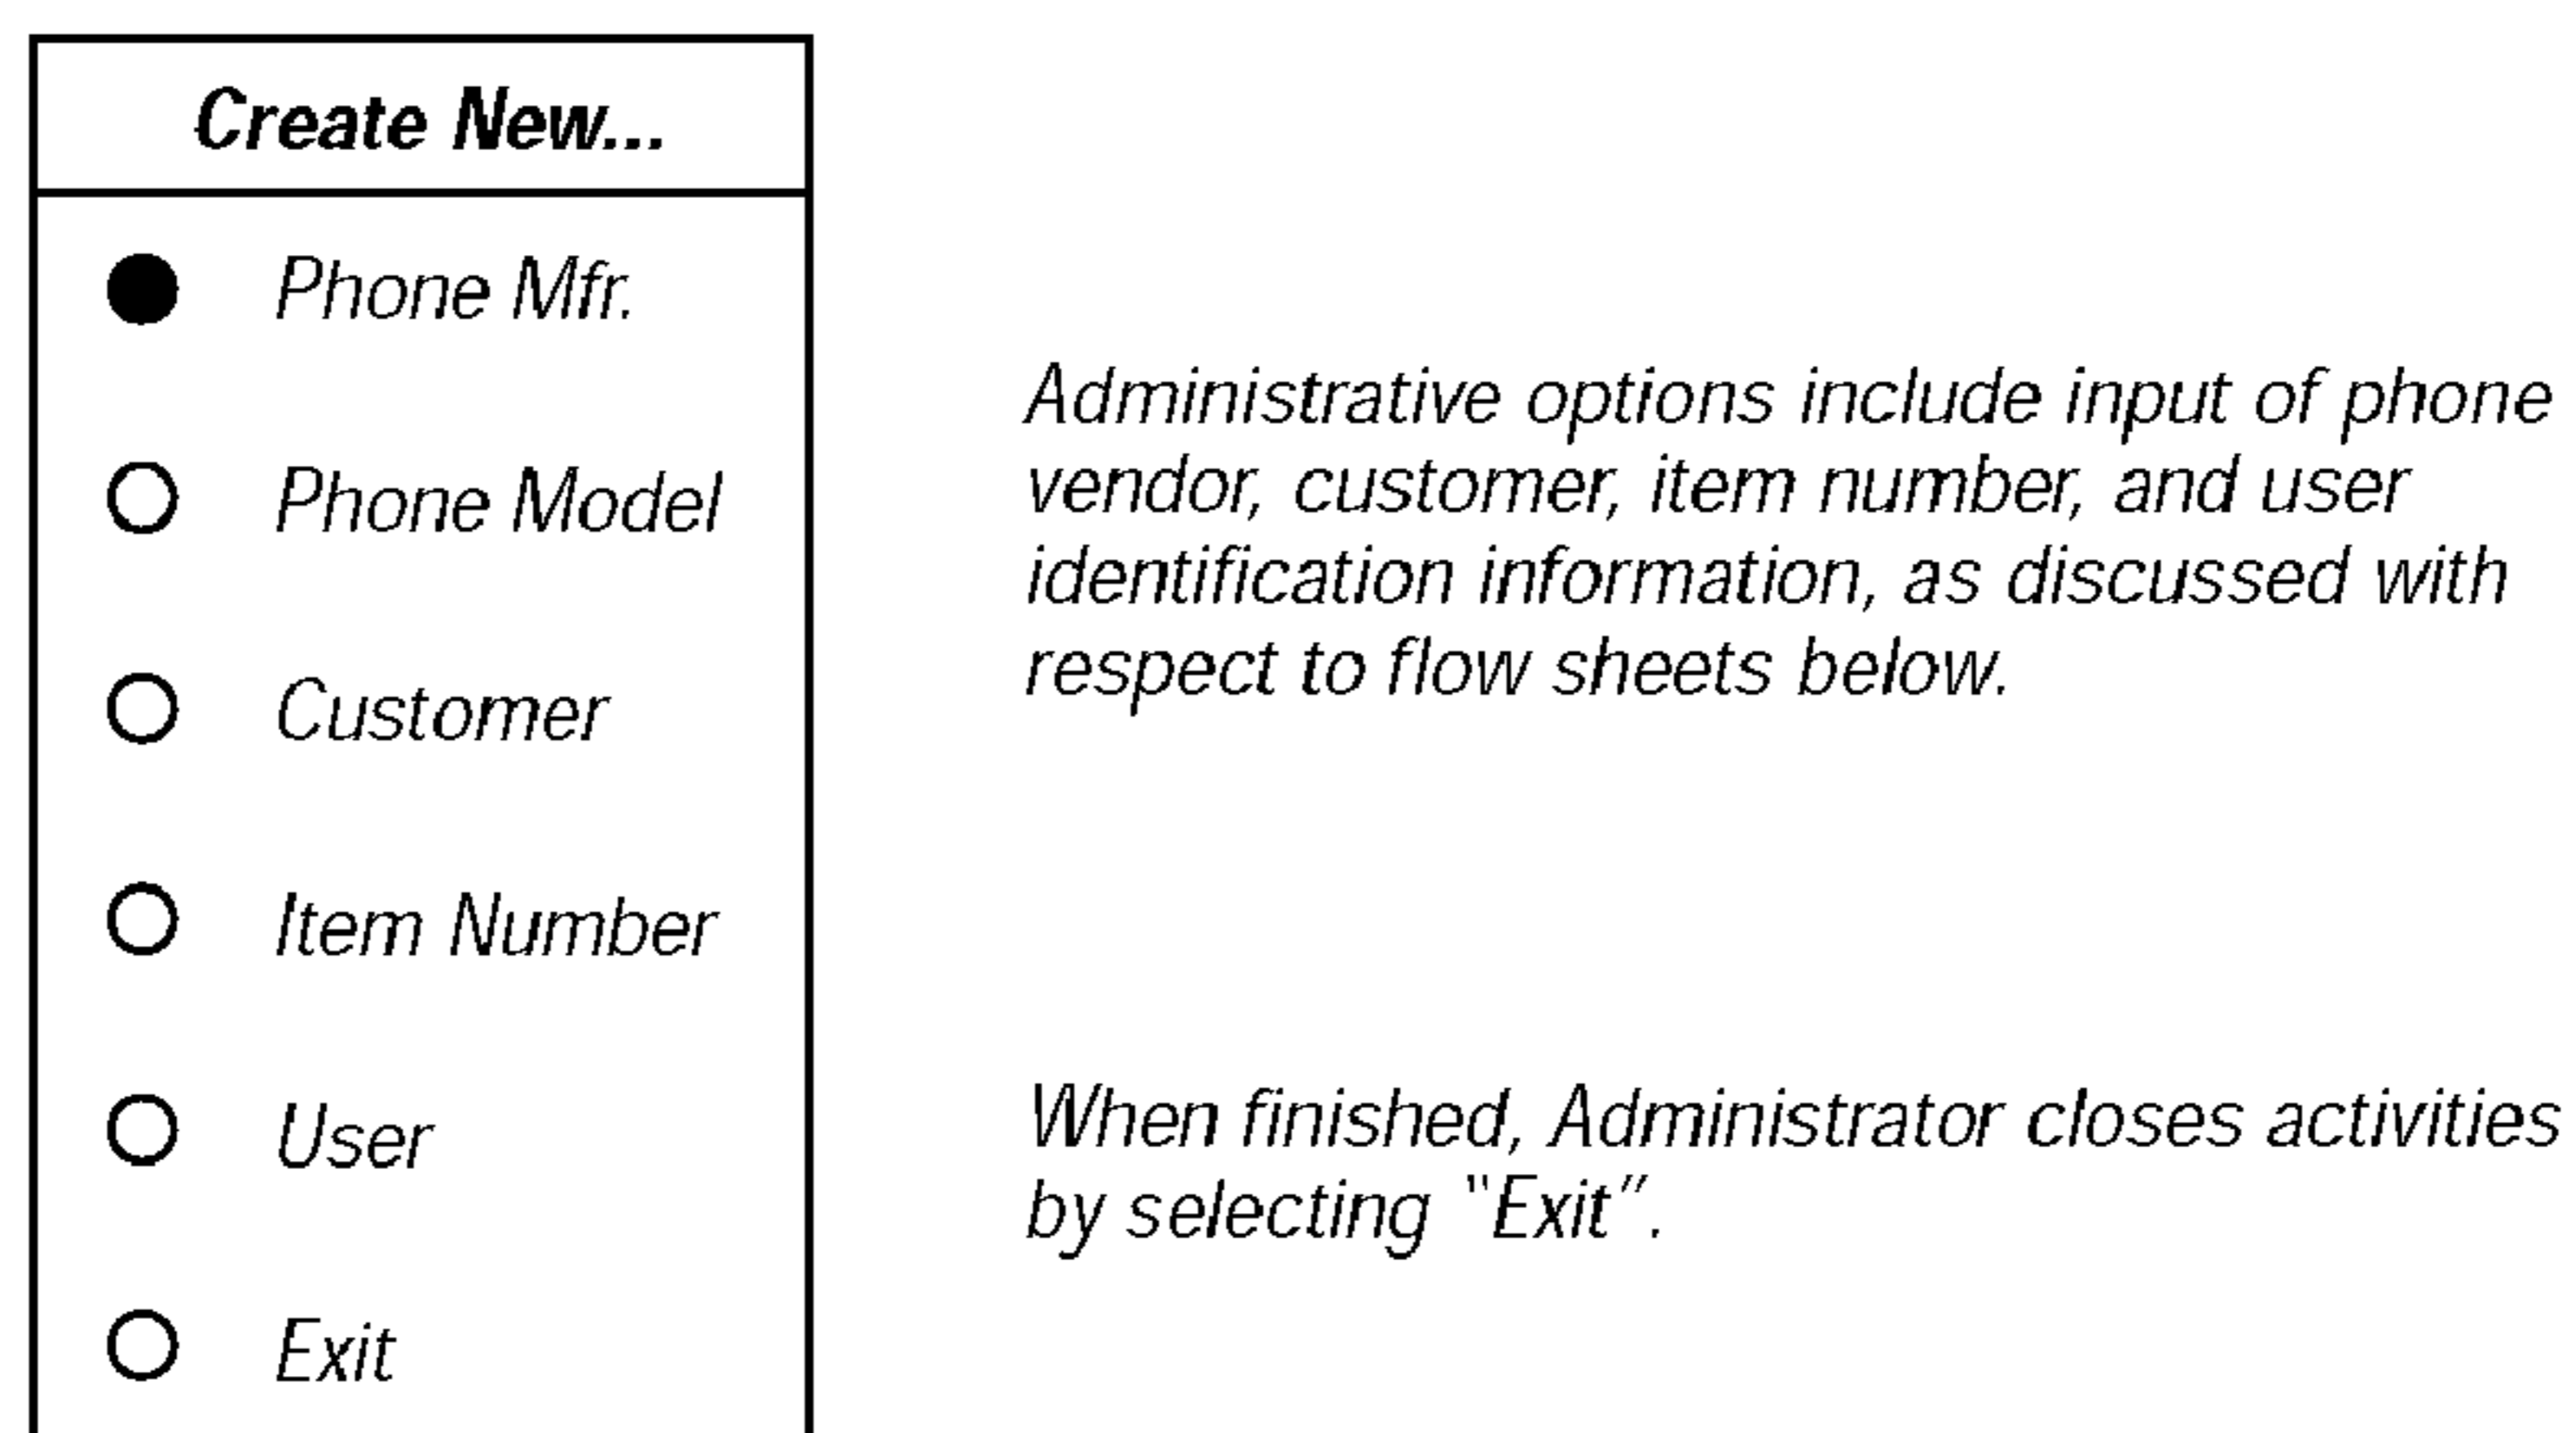 Create New...
Phone Mfr.
Phone Model
Customer
Item Number
User
Exit
Administrative options include input of phone
vendor, customer, item number, and user
identification information, as discussed with
respect to flow sheets below.
When finished, Administrator closes activities
by selecting "Exit".